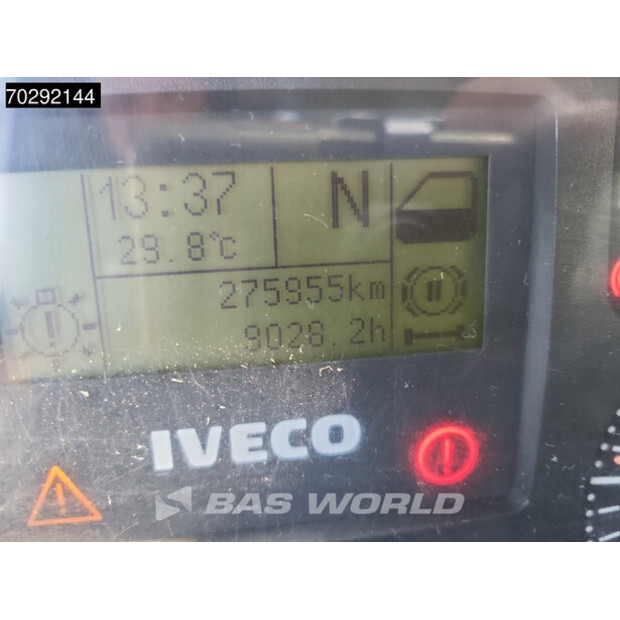 70292144
13:37 N
29.8°C
275955km
9028.2h
IVECO
BAS WORLD